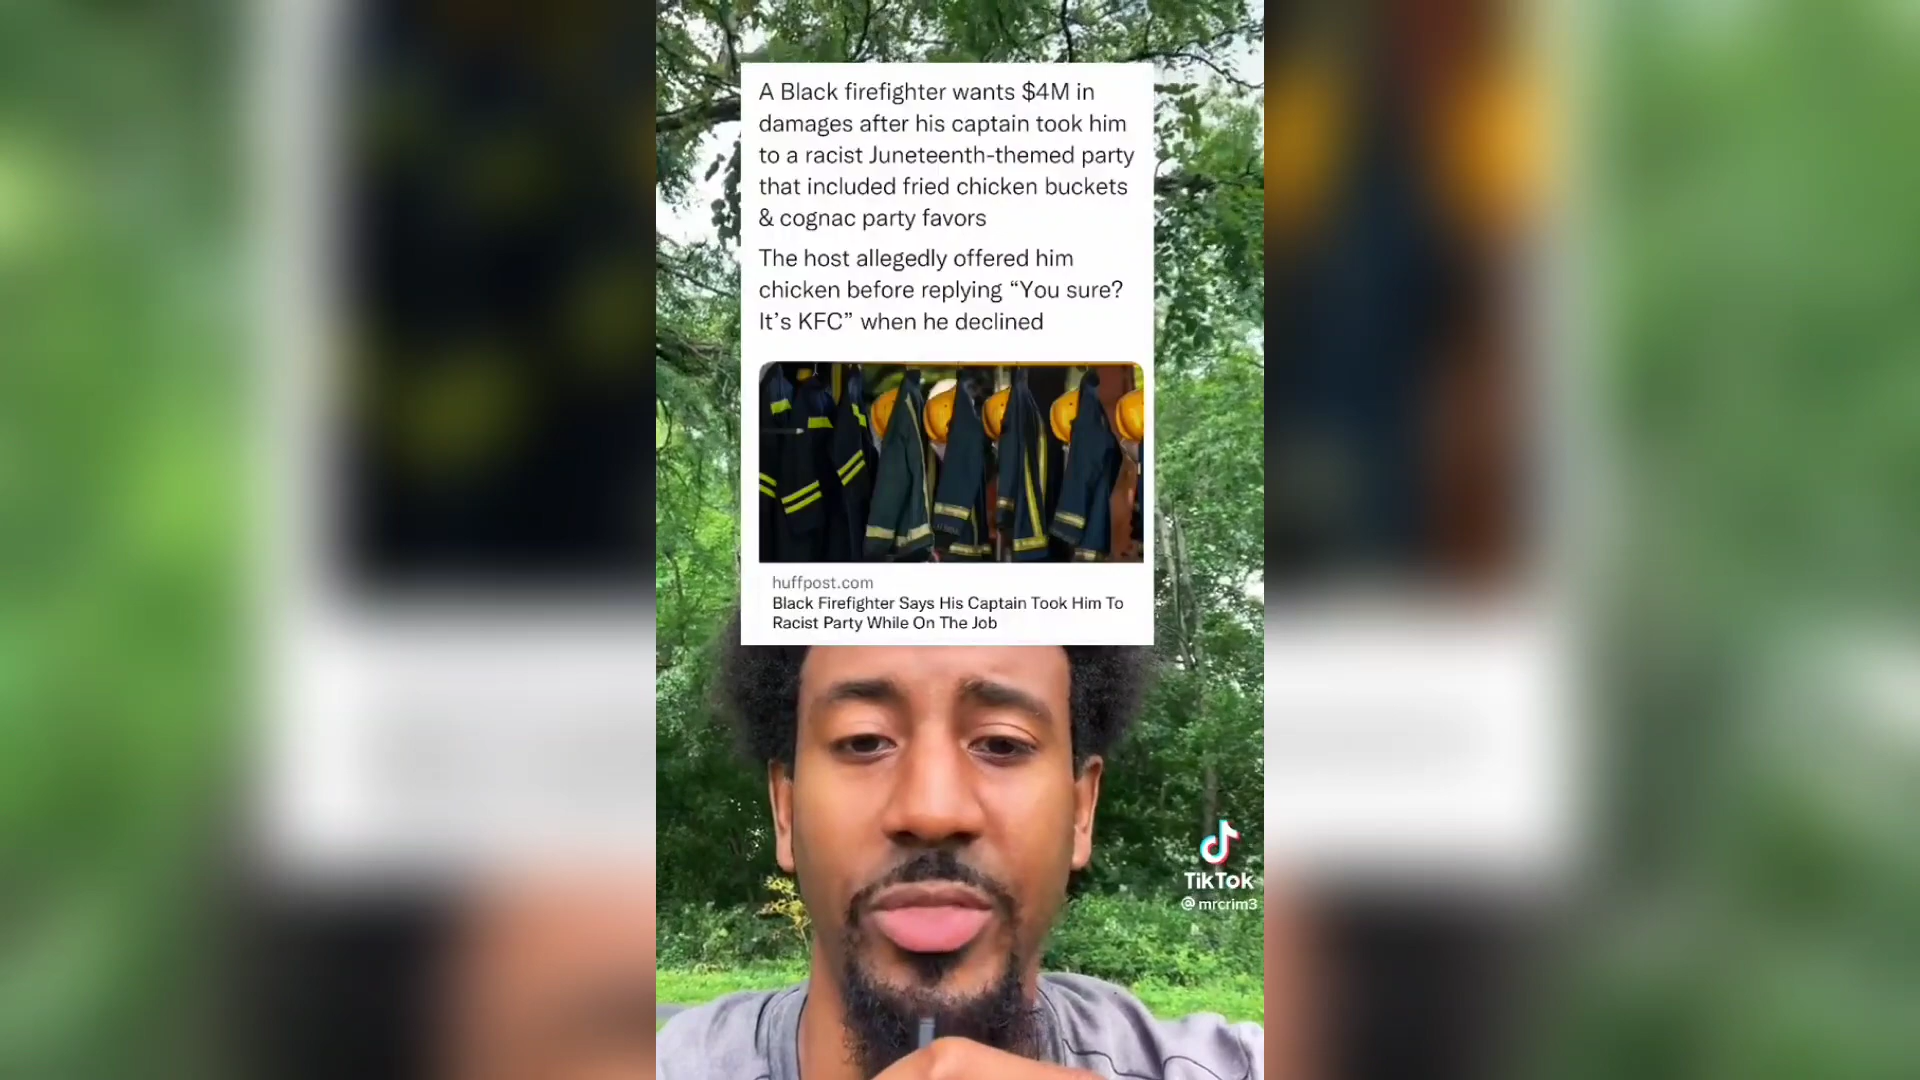 A Black firefighter wants $4M in
damages after his captain took him
to a racist Juneteenth-themed party
that included fried chicken buckets
& cognac party favors
The host allegedly offered him
chicken before replying “You sure?
It’s KFC” when he declined
huffpost.com
Black Firefighter Says His Captain Took Him To
Racist Party While On The Job
TikTok
@mrcrim3